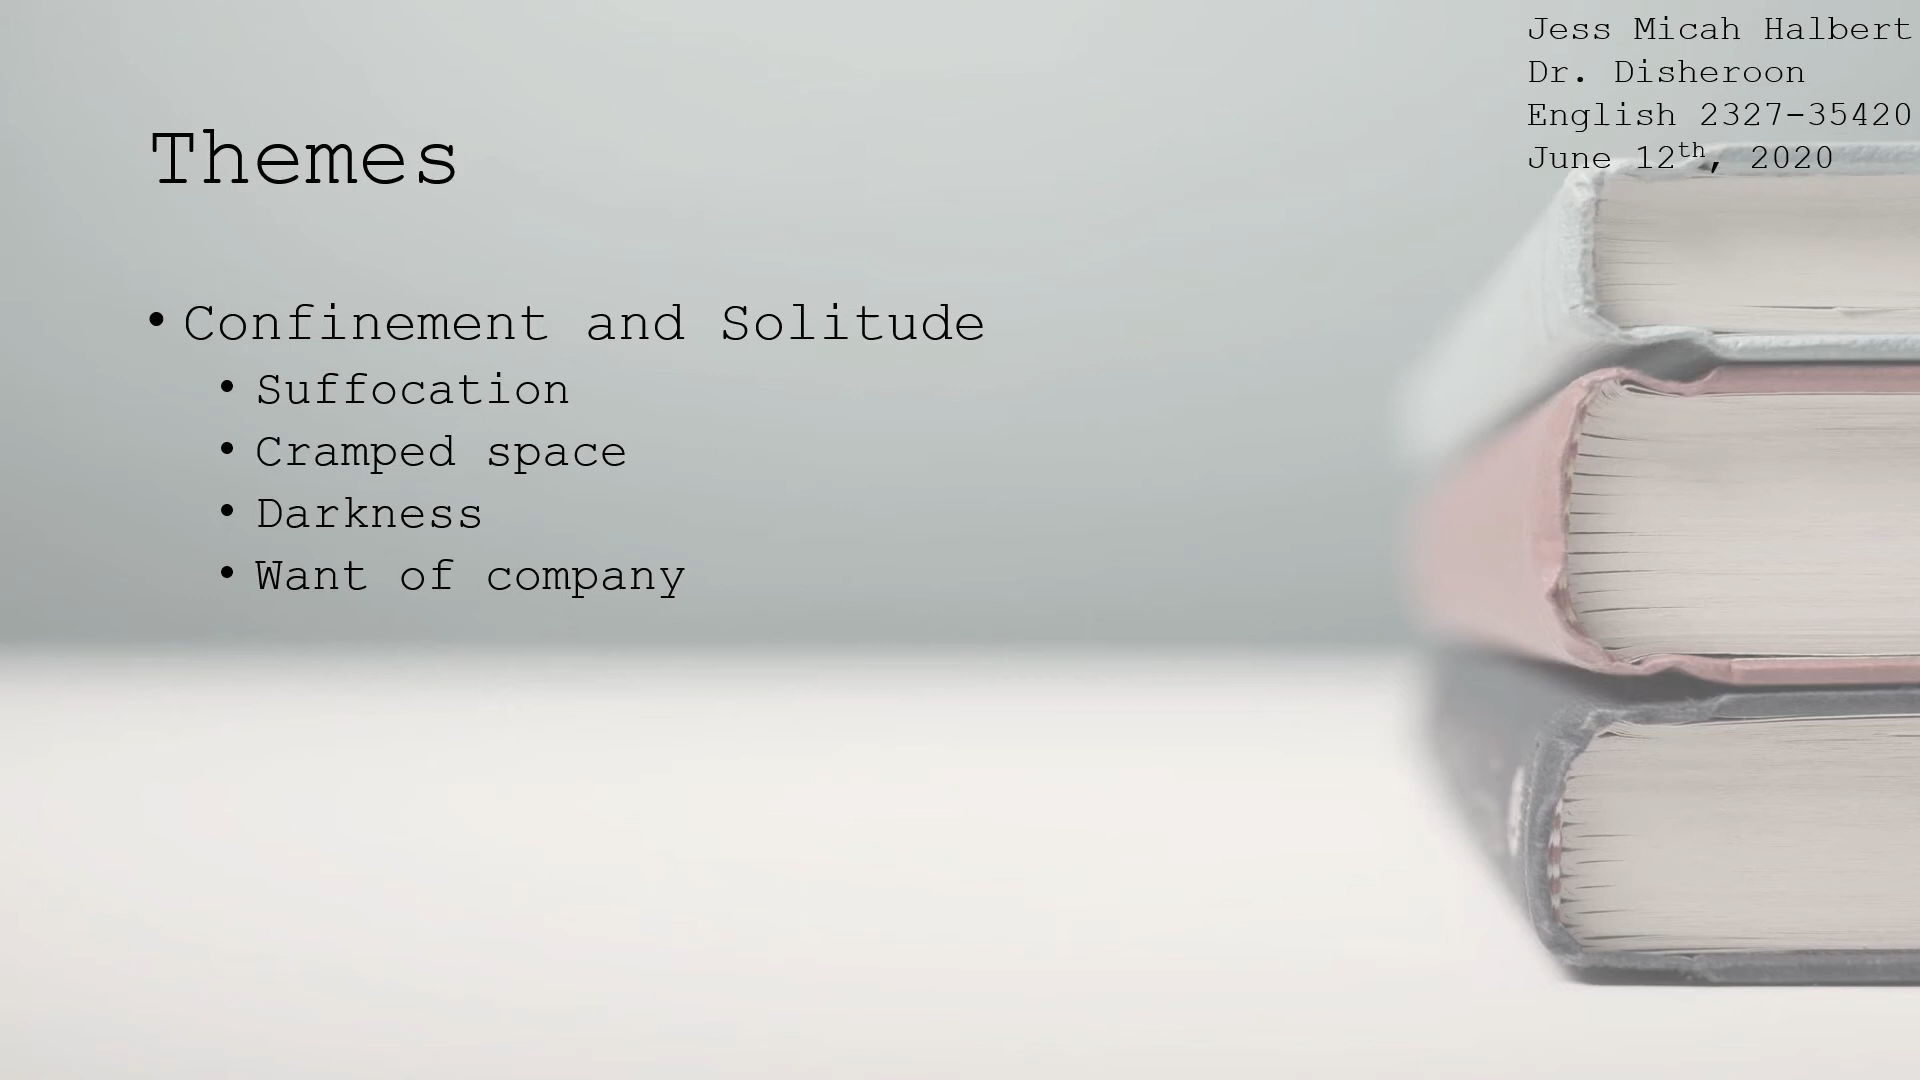 Jess Micah Halbert
Dr. Disheroon
English 2327-35420
June 12th, 2020
Themes
• Confinement and Solitude
• Suffocation
• Cramped space
• Darkness
• Want of company